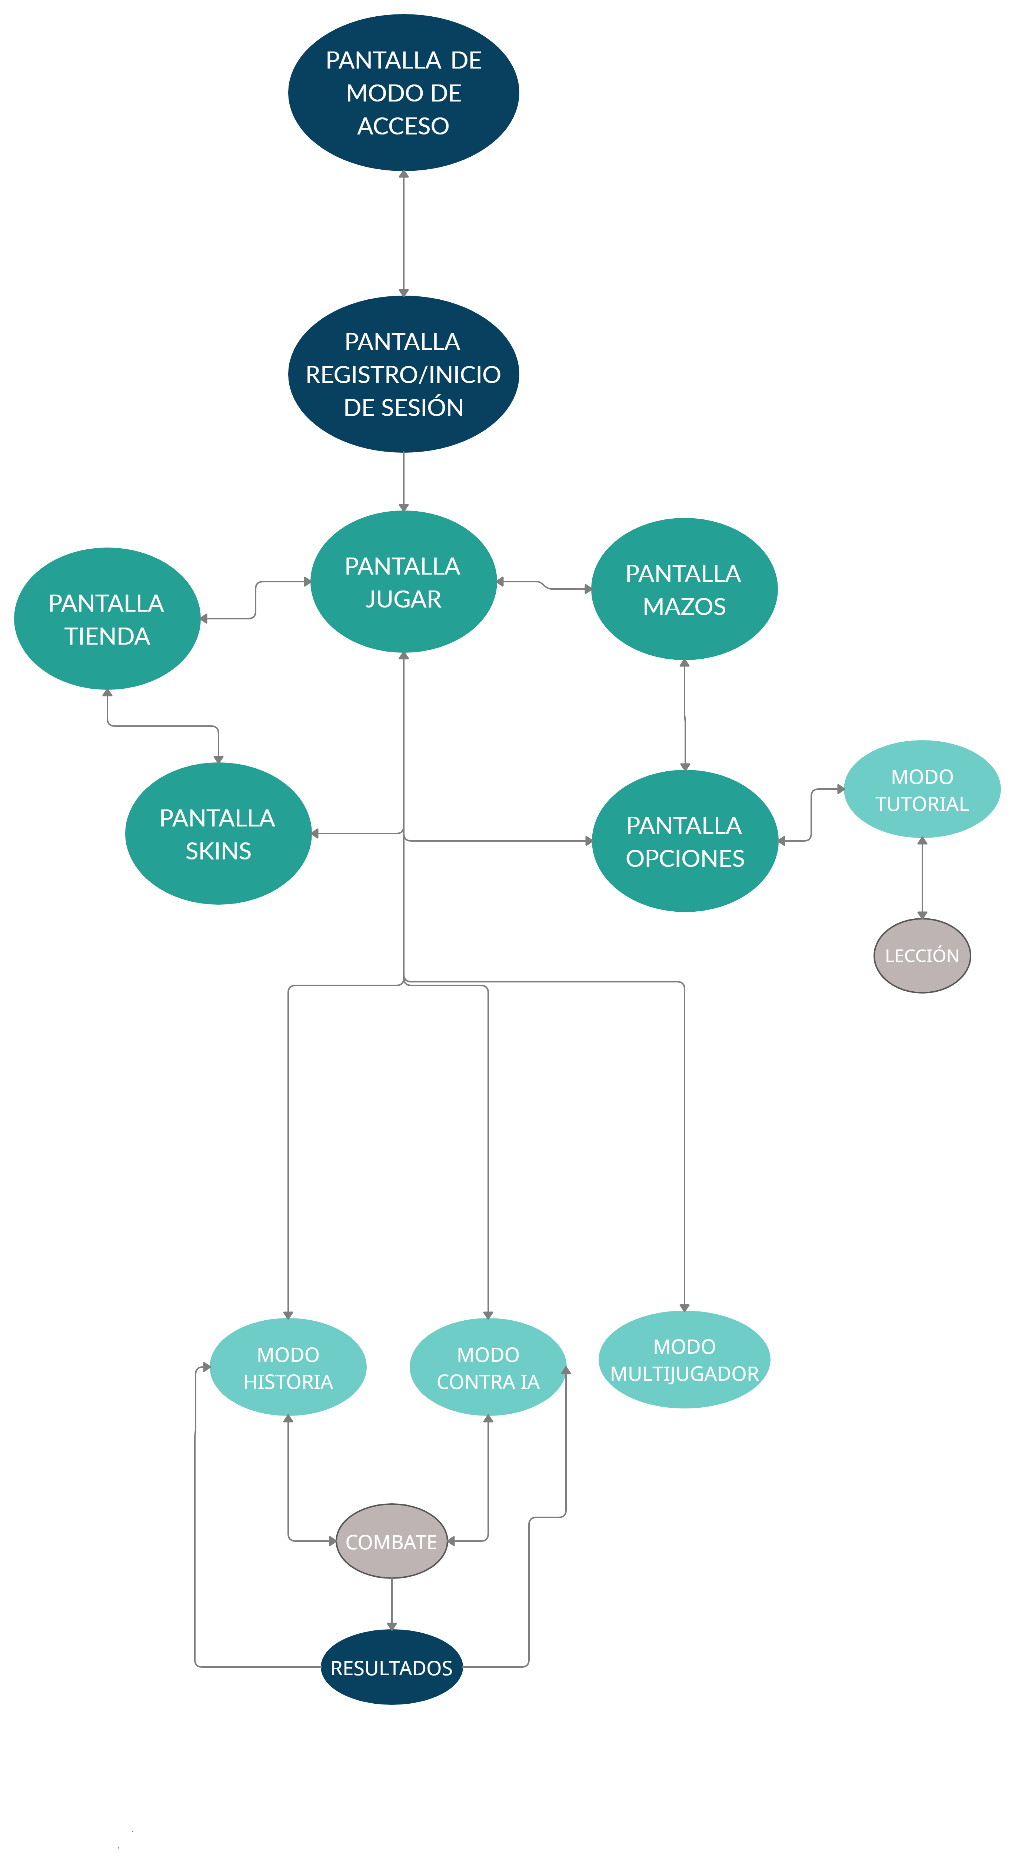 PANTALLA DE
MODO DE
ACCESO
PANTALLA
REGISTRO/INICIO
DE SESIÓN
PANTALLA
JUGAR
PANTALLA
MAZOS
PANTALLA
TIENDA
PANTALLA
SKINS
PANTALLA
OPCIONES
MODO
TUTORIAL
LECCIÓN
MODO
HISTORIA
MODO
CONTRA IA
MODO
MULTIJUGADOR
COMBATE
RESULTADOS